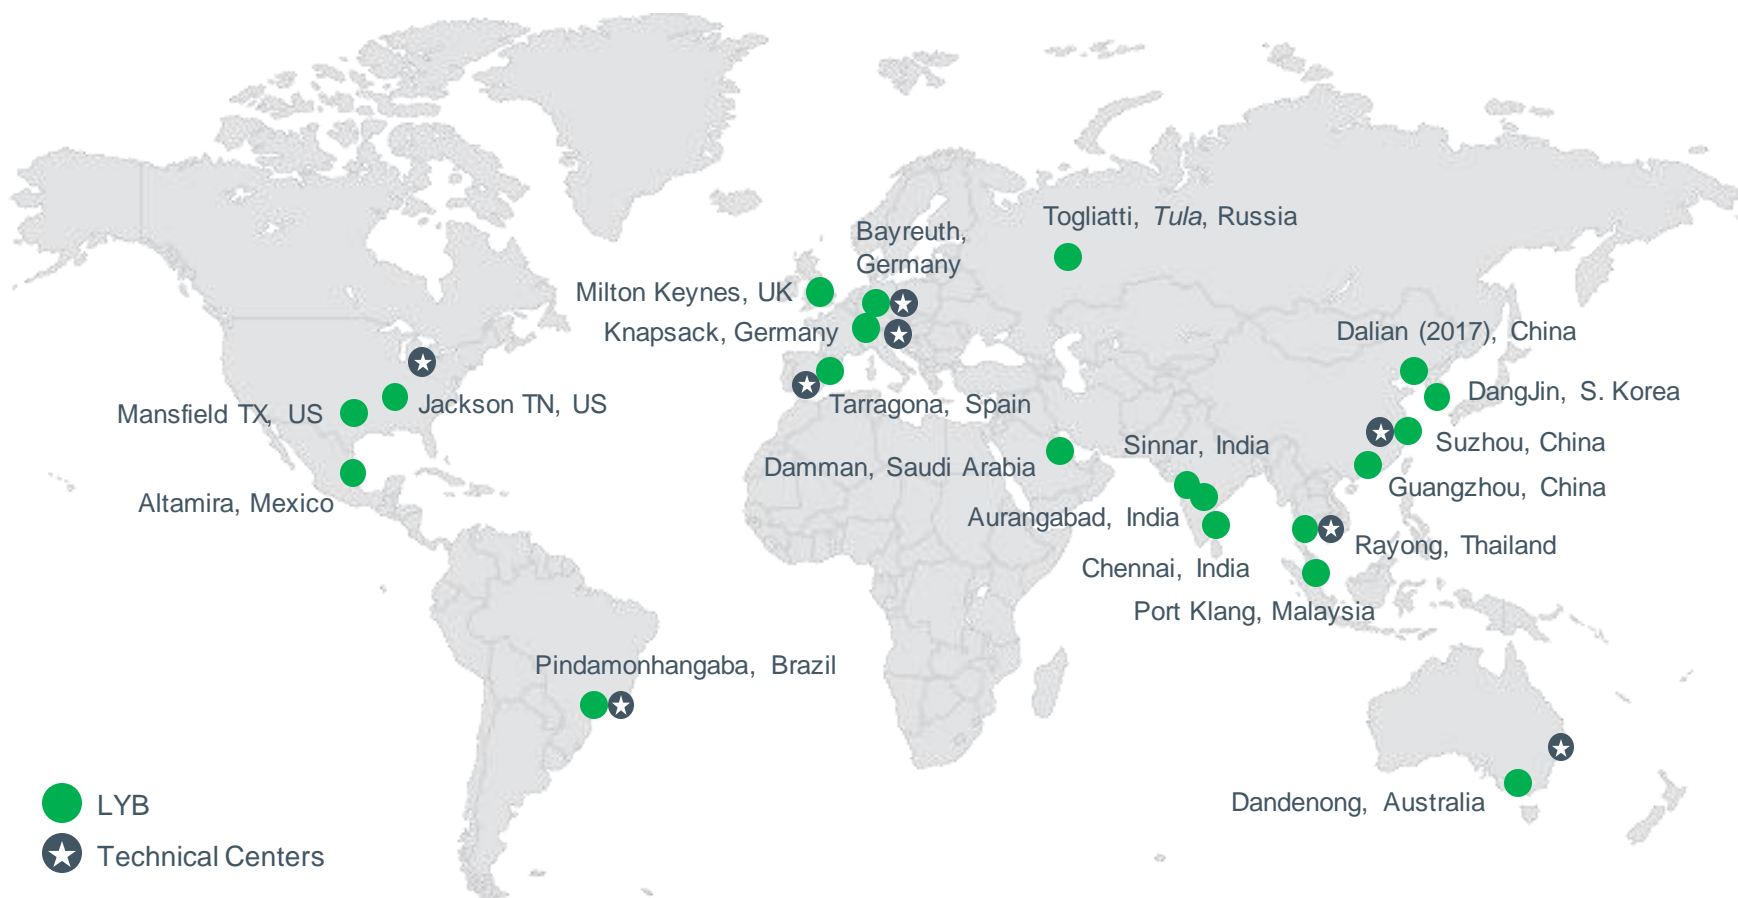 Togliatti, Tula, Russia
Bayreuth,
Germany
Milton Keynes, UK
Knapsack, Germany
Dalian (2017), China
DangJin, S. Korea
Jackson TN, US
Mansfield TX, US
Tarragona, Spain
Suzhou, China
Sinnar, India
Damman, Saudi Arabia
Guangzhou, China
Altamira, Mexico
Aurangabad, India
Rayong, Thailand
Chennai, India
Port Klang, Malaysia
Pindamonhangaba, Brazil
Dandenong, Australia
LYB
Technical Centers